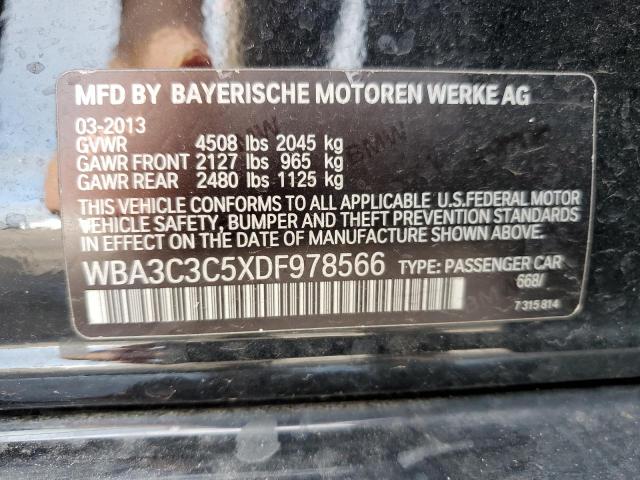 MFD BY BAYERISCHE MOTOREN WERKE AG
03-2013
GVWR 4508 lbs 2045 kg
GAWR FRONT 2127 lbs 965 kg
GAWR REAR 2480 lbs 1125 kg
THIS VEHICLE CONFORMS TO ALL APPLICABLE U.S.FEDERAL MOTOR
VEHICLE SAFETY, BUMPER AND THEFT PREVENTION STANDARDS
IN EFFECT ON THE DATE OF MANUFACTURE SHOWN ABOVE.
WBA3C3C5XDF978566 TYPE: PASSENGER CAR
668/
7 315 814